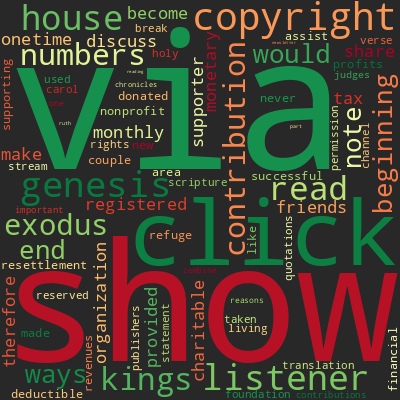 house
become
copyright
onetime
discuss
break
assist
verse
numbers
holy
would
share
supporting
used
donated
monetary
supporter
never
profits
judges
carol
nonprofit
tax
via
chronicles
reading
one
monthly
contribution
note
permission
channel
beginning
rights
new
make
couple
ruth
part
stream
area
scripture
successful
read
genesis
important
registered
friends
exodus
click
like
refuge
quotations
end
resettlement
show
therefore
reserved
organization
publishers
provided
statement
charitable
reasons
taken
living
translation
financial
made
ways
revenues
kings
listener
deductible
foundation
contributions